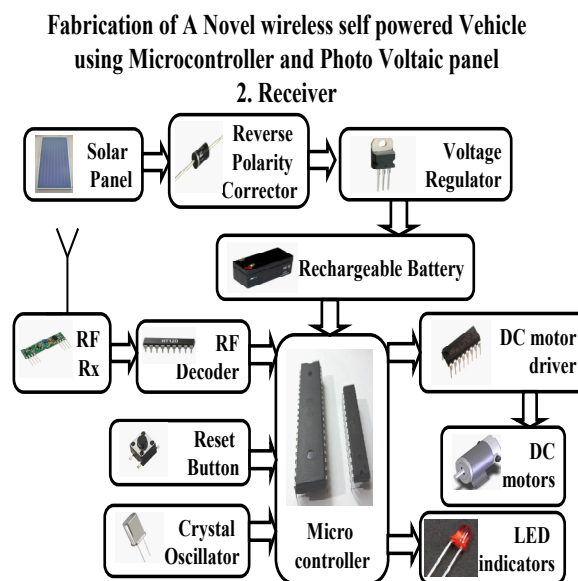 Fabrication of A Novel wireless self powered Vehicle
using Microcontroller and Photo Voltaic panel
2. Receiver
Solar
Panel
Reverse
Polarity
Corrector
Voltage
Regulator
Rechargeable Battery
RF
Rx
HT12D
RF
Decoder
DC motor
driver
Reset
Button
DC
motors
Crystal
Oscillator
Micro
controller
LED
indicators